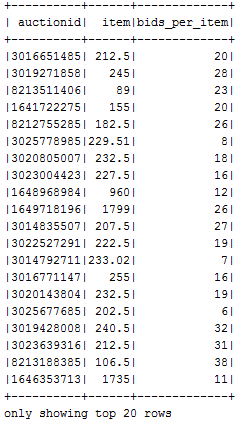 +----------+------+-------------+
| auctionid| item|bids_per_item|
+----------+------+-------------+
|3016651485| 212.5| 20|
|3019271858| 245| 28|
|8213511406| 89| 23|
|1641722275| 155| 20|
|8212755285| 182.5| 26|
|3025778985|229.51| 8|
|3020805007| 232.5| 18|
|3023004423| 227.5| 16|
|1648968984| 960| 12|
|1649718196| 1799| 26|
|3014835507| 207.5| 27|
|3022527291| 222.5| 19|
|3014792711|233.02| 7|
|3016771147| 255| 16|
|3020143804| 232.5| 19|
|3025677685| 202.5| 6|
|3019428008| 240.5| 32|
|3023639316| 212.5| 31|
|8213188385| 106.5| 38|
|1646353713| 1735| 11|
+----------+------+-------------+
only showing top 20 rows